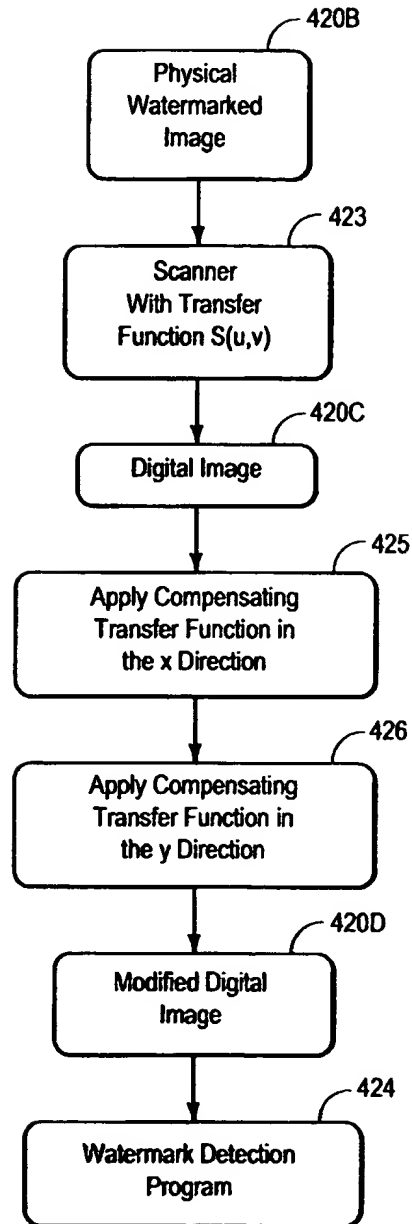 420B
Physical
Watermarked
Image
423
Scanner
With Transfer
Function S(u,v)
420C
Digital Image
425
Apply Compensating
Transfer Function in
the x Direction
426
Apply Compensating
Transfer Function in
the y Direction
420D
Modified Digital
Image
424
Watermark Detection
Program